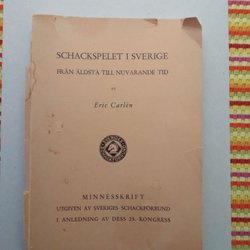 SCHACKSPELET I SVERIGE
FRÅN ÄLDSTA TILL NUVARANDE TID
AV
Eric Carlén
MINNESSKRIFT
UTGIVEN AV SVERIGES SCHACKFÖRBUND
I ANLEDNING AV DESS 25. KONGRESS